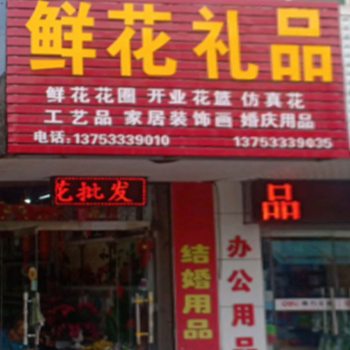 鲜花礼品
鲜花花圈 开业花篮 仿真花
工艺品 家居装饰画 婚庆用品
电话:13753339010 13753339035
花批发
品
结婚用品
办公用品